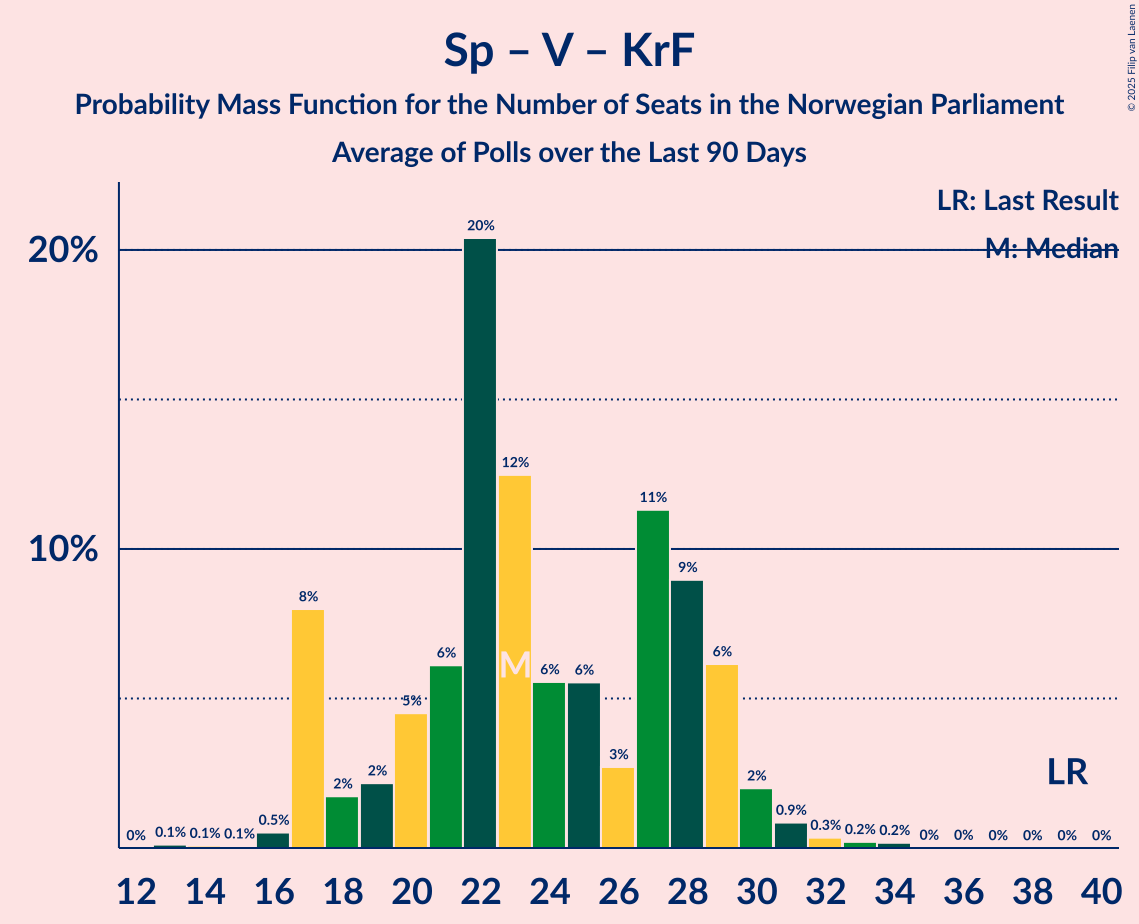 Sp – V – KrF
Probability Mass Function for the Number of Seats in the Norwegian Parliament
Average of Polls over the Last 90 Days
© 2025 Filip van Laenen
LR: Last Result
M: Median
20%
10%
0% 0.1% 0.1% 0.1% 0.5% 8% 2% 2% 5% 6% 20% 12% 6% 6% 3% 11% 9% 6% 2% 0.9% 0.3% 0.2% 0.2% 0% 0% 0% 0% 0% 0%
M
LR
12 14 16 18 20 22 24 26 28 30 32 34 36 38 40